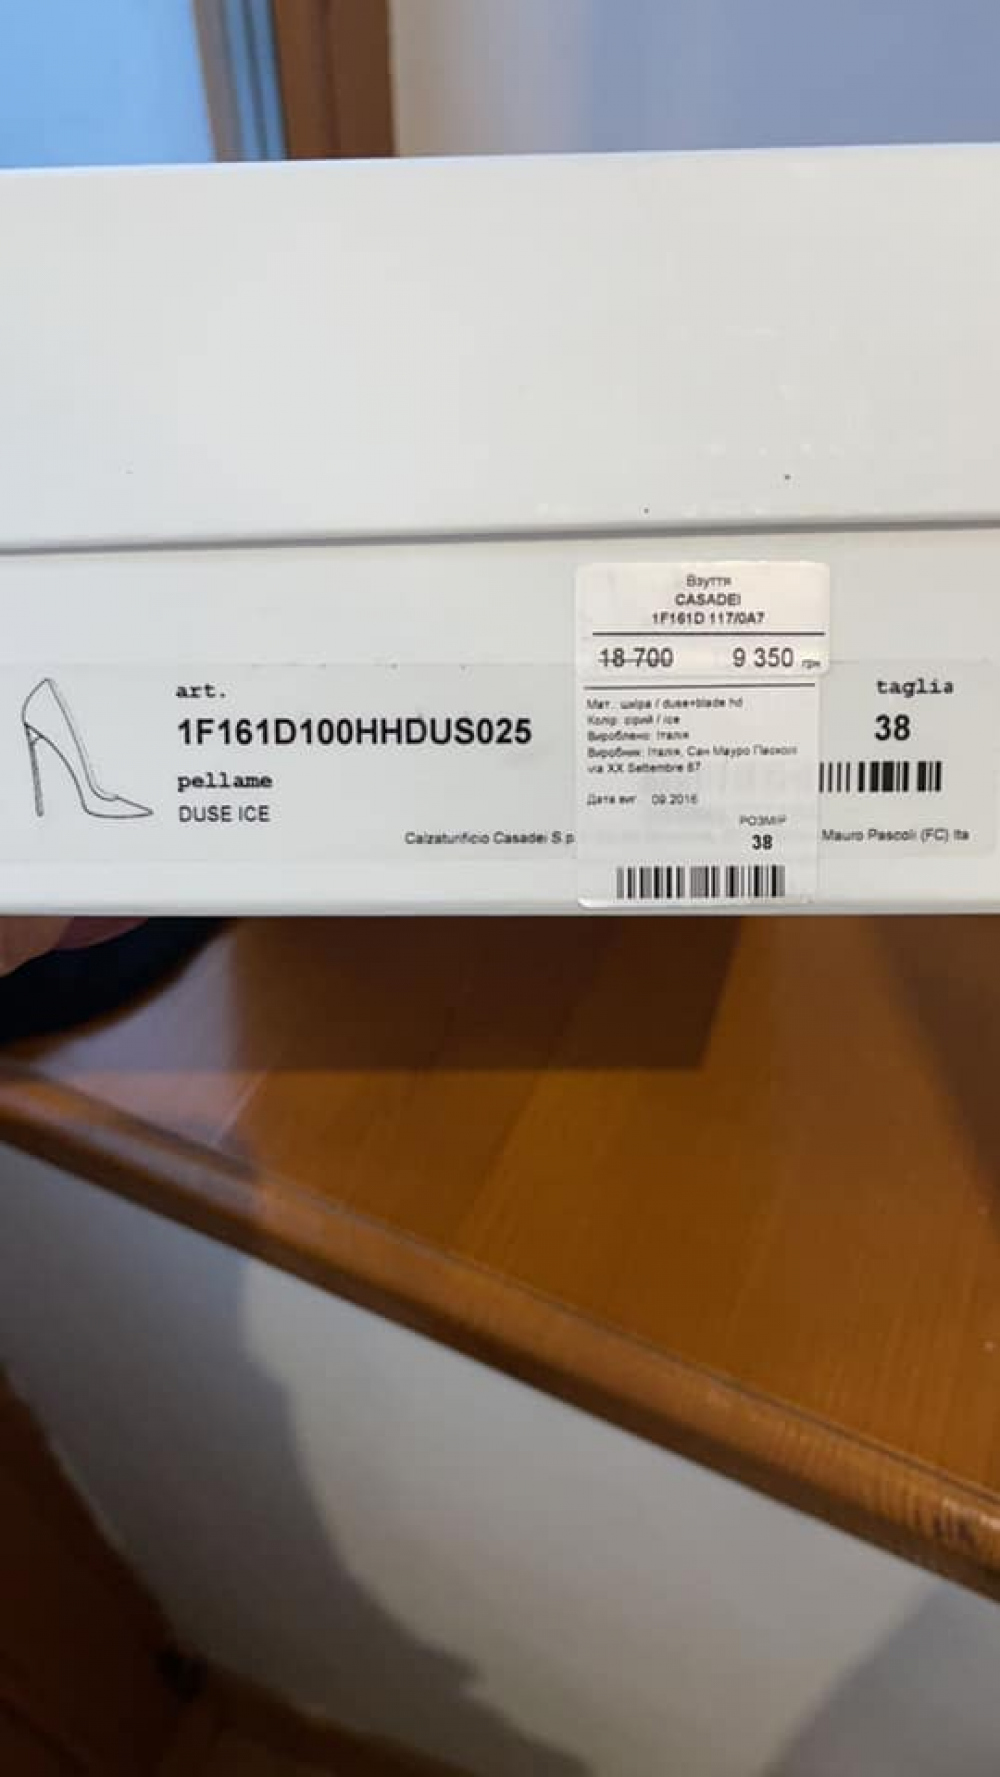 Взуття
CASADEI
1F161D 117/0A7
18 700 9 350 грн
Мат.: шкіра / duse+blade hd
Колір: сірий / ice
Вироблено: Італія
Виробник: Італія, Сан Мауро Пасколі
via XX Settembre 67
Дата виг 09.2016
РОЗМІР
38
art.
1F161D100HHDUS025
pellame
DUSE ICE
Calzaturificio Casadei S.p
taglia
38
Mauro Pascoli (FC) Ita